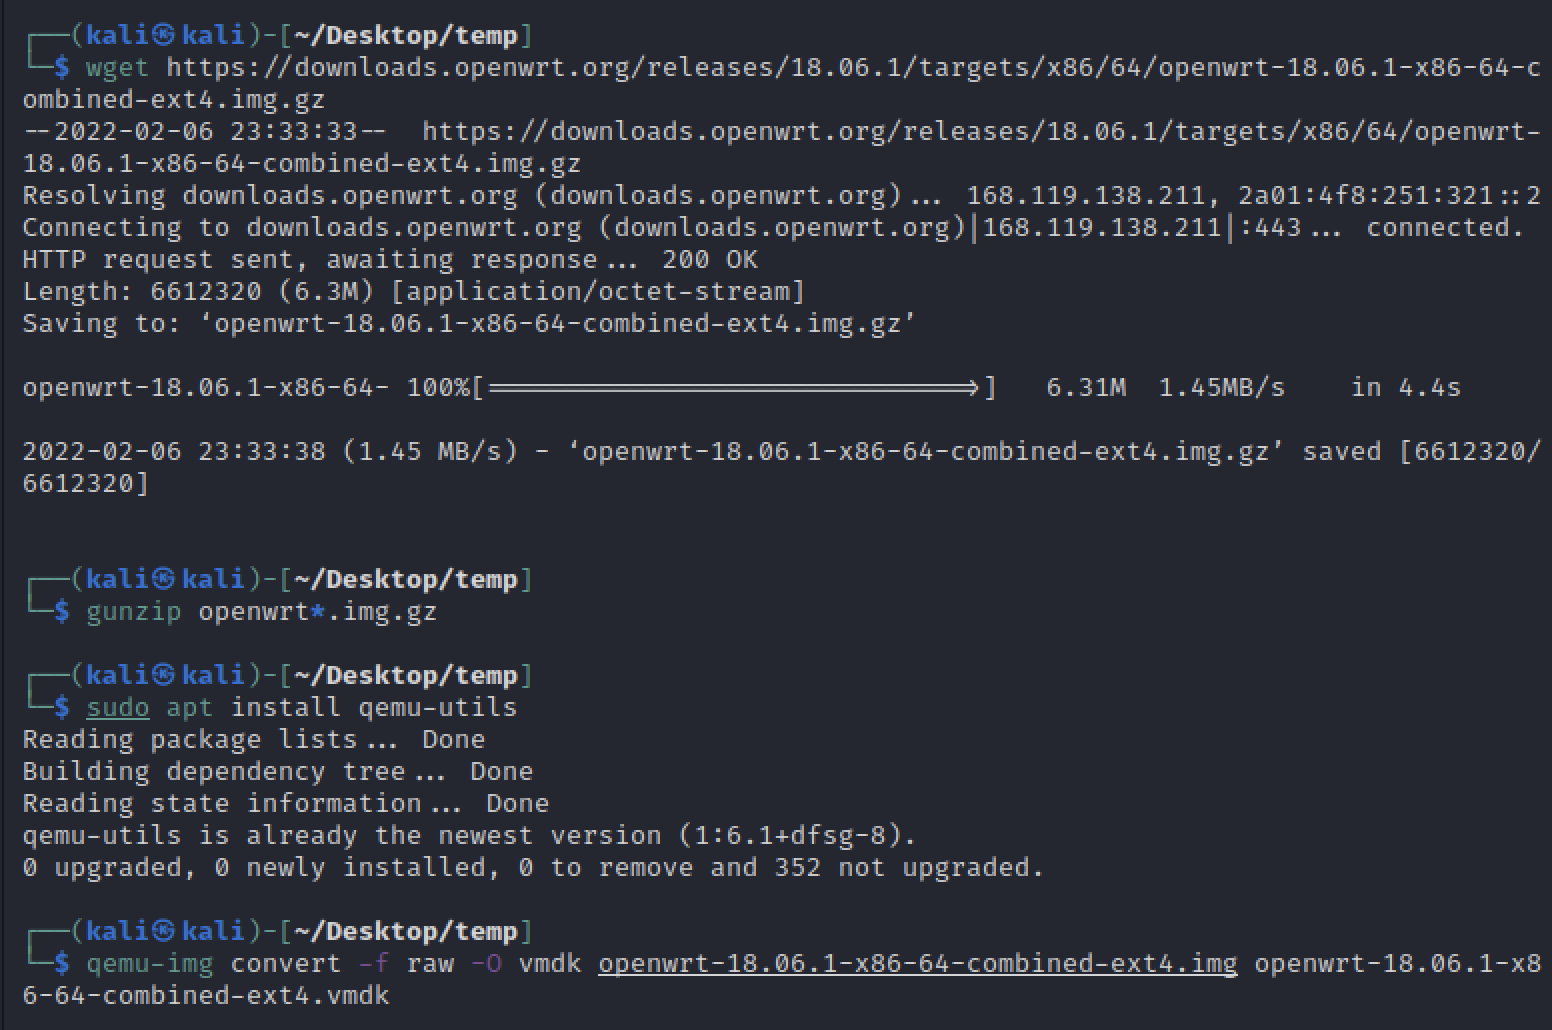 ┌──(kali㉿kali)-[~/Desktop/temp]
└─$ wget https://downloads.openwrt.org/releases/18.06.1/targets/x86/64/openwrt-18.06.1-x86-64-c
ombined-ext4.img.gz
--2022-02-06 23:33:33--  https://downloads.openwrt.org/releases/18.06.1/targets/x86/64/openwrt-
18.06.1-x86-64-combined-ext4.img.gz
Resolving downloads.openwrt.org (downloads.openwrt.org)... 168.119.138.211, 2a01:4f8:251:321::2
Connecting to downloads.openwrt.org (downloads.openwrt.org)|168.119.138.211|:443... connected.
HTTP request sent, awaiting response... 200 OK
Length: 6612320 (6.3M) [application/octet-stream]
Saving to: ‘openwrt-18.06.1-x86-64-combined-ext4.img.gz’
openwrt-18.06.1-x86-64- 100%[==============================>]   6.31M  1.45MB/s    in 4.4s
2022-02-06 23:33:38 (1.45 MB/s) - ‘openwrt-18.06.1-x86-64-combined-ext4.img.gz’ saved [6612320/
6612320]
┌──(kali㉿kali)-[~/Desktop/temp]
└─$ gunzip openwrt*.img.gz
┌──(kali㉿kali)-[~/Desktop/temp]
└─$ sudo apt install qemu-utils
Reading package lists... Done
Building dependency tree... Done
Reading state information... Done
qemu-utils is already the newest version (1:6.1+dfsg-8).
0 upgraded, 0 newly installed, 0 to remove and 352 not upgraded.
┌──(kali㉿kali)-[~/Desktop/temp]
└─$ qemu-img convert -f raw -O vmdk openwrt-18.06.1-x86-64-combined-ext4.img openwrt-18.06.1-x8
6-64-combined-ext4.vmdk